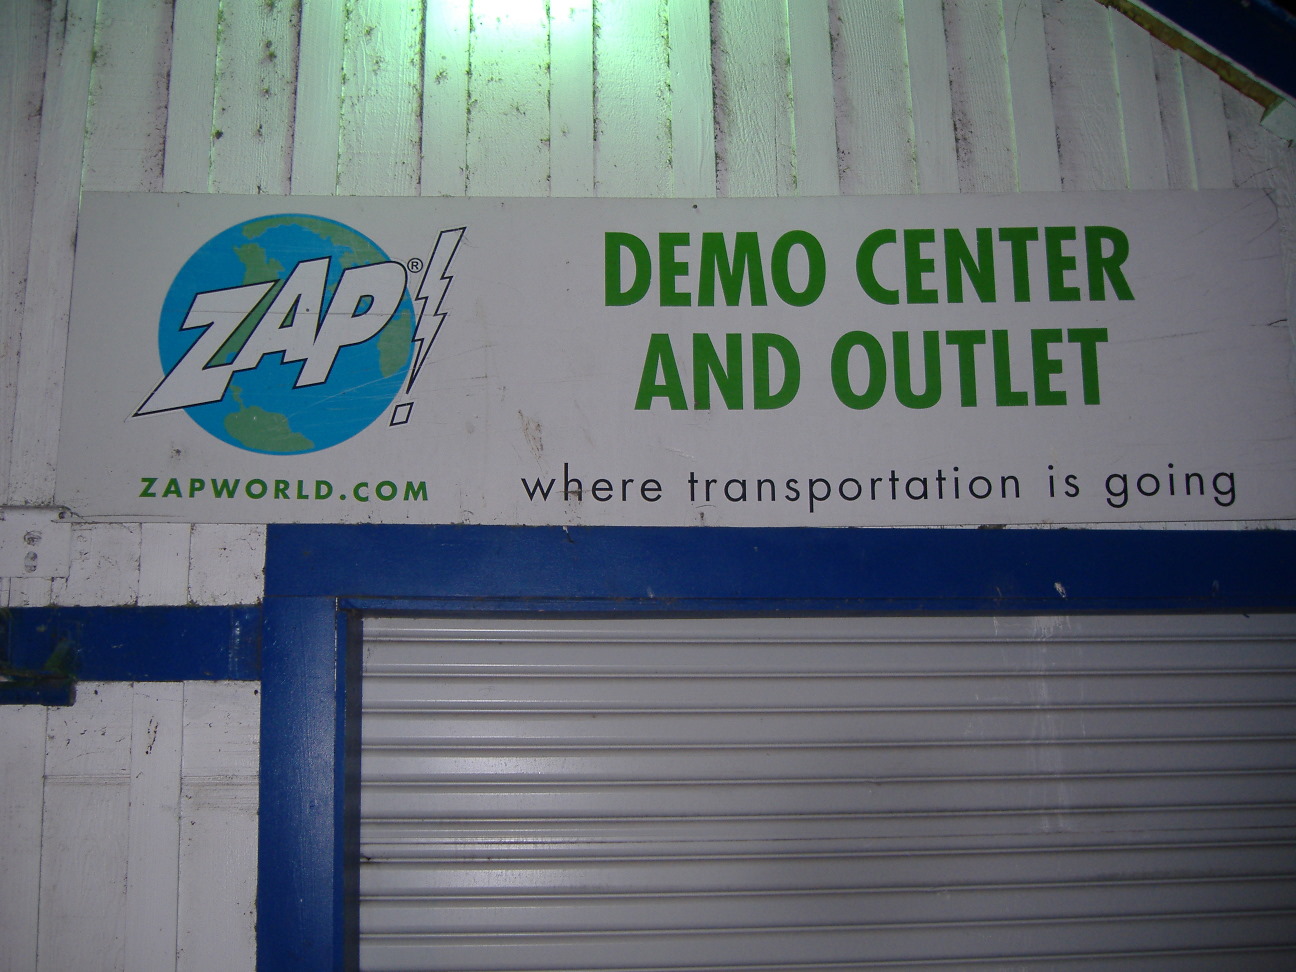 ZAP!®
ZAPWORLD.COM
DEMO CENTER
AND OUTLET
where transportation is going